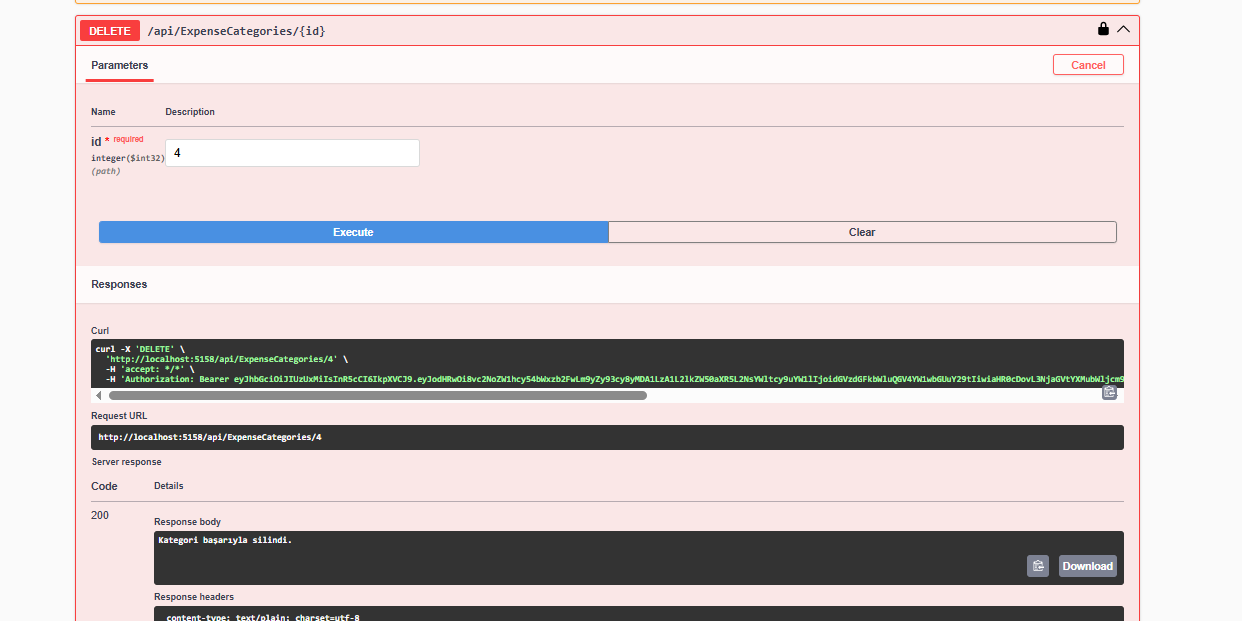 DELETE /api/ExpenseCategories/{id}
Parameters
Cancel
Name Description
id * required
integer($int32)
(path)
4
Execute Clear
Responses
Curl
curl -X 'DELETE' \
'http://localhost:5158/api/ExpenseCategories/4' \
-H 'accept: */*' \
-H 'Authorization: Bearer
Request URL
http://localhost:5158/api/ExpenseCategories/4
Server response
Code Details
200
Response body
Kategori başarıyla silindi.
Download
Response headers
content-type: text/plain; charset=utf-8